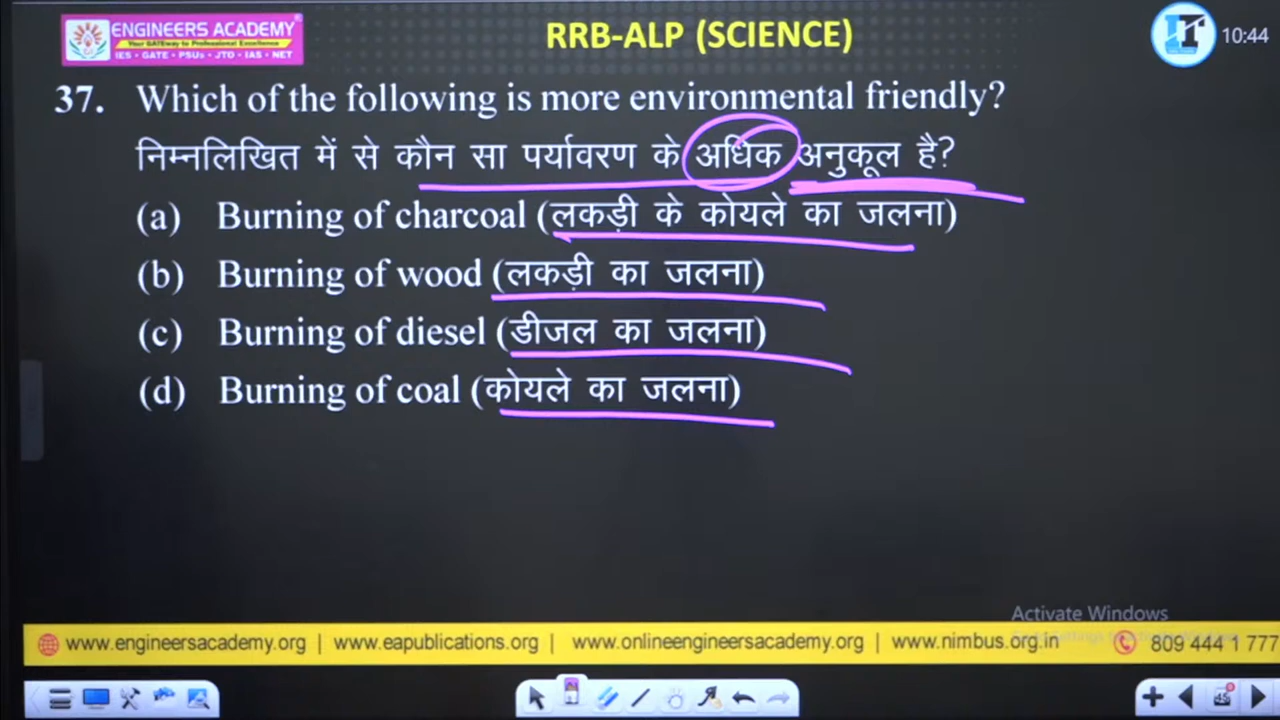 ENGINEERS ACADEMY
Your GATEway to Professional Excellence
IES • GATE • PSUs • JTO • IAS • NET
RRB-ALP (SCIENCE)
10:44
37. Which of the following is more environmental friendly?
निम्नलिखित में से कौन सा पर्यावरण के अधिक अनुकूल है?
(a) Burning of charcoal (लकड़ी के कोयले का जलना)
(b) Burning of wood (लकड़ी का जलना)
(c) Burning of diesel (डीजल का जलना)
(d) Burning of coal (कोयले का जलना)
Activate Windows
www.engineersacademy.org | www.eapublications.org | www.onlineengineersacademy.org | www.nimbus.org.in 809 444 1 777
45